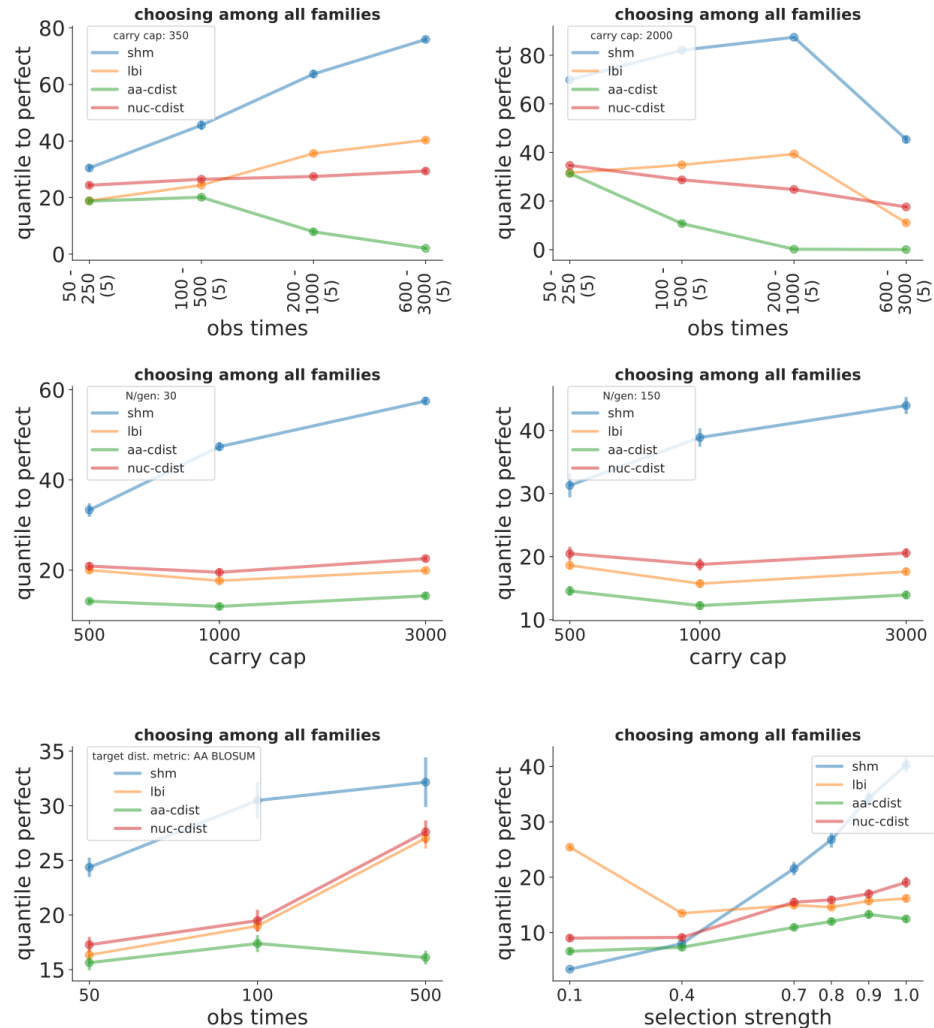 choosing among all families
carry cap: 350
shm
lbi
aa-cdist
nuc-cdist
quantile to perfect
80
60
40
20
0
50 - 250 (5)
100 - 500 (5)
200 - 1000 (5)
600 - 3000 (5)
obs times
choosing among all families
carry cap: 2000
shm
lbi
aa-cdist
nuc-cdist
quantile to perfect
80
60
40
20
0
50 - 250 (5)
100 - 500 (5)
200 - 1000 (5)
600 - 3000 (5)
obs times
choosing among all families
N/gen: 30
shm
lbi
aa-cdist
nuc-cdist
quantile to perfect
60
40
20
500
1000
3000
carry cap
choosing among all families
N/gen: 150
shm
lbi
aa-cdist
nuc-cdist
quantile to perfect
40
30
20
10
500
1000
3000
carry cap
choosing among all families
target dist. metric: AA BLOSUM
shm
lbi
aa-cdist
nuc-cdist
quantile to perfect
35
30
25
20
15
50
100
500
obs times
choosing among all families
shm
lbi
aa-cdist
nuc-cdist
quantile to perfect
40
30
20
10
0.1
0.4
0.7
0.8
0.9
1.0
selection strength